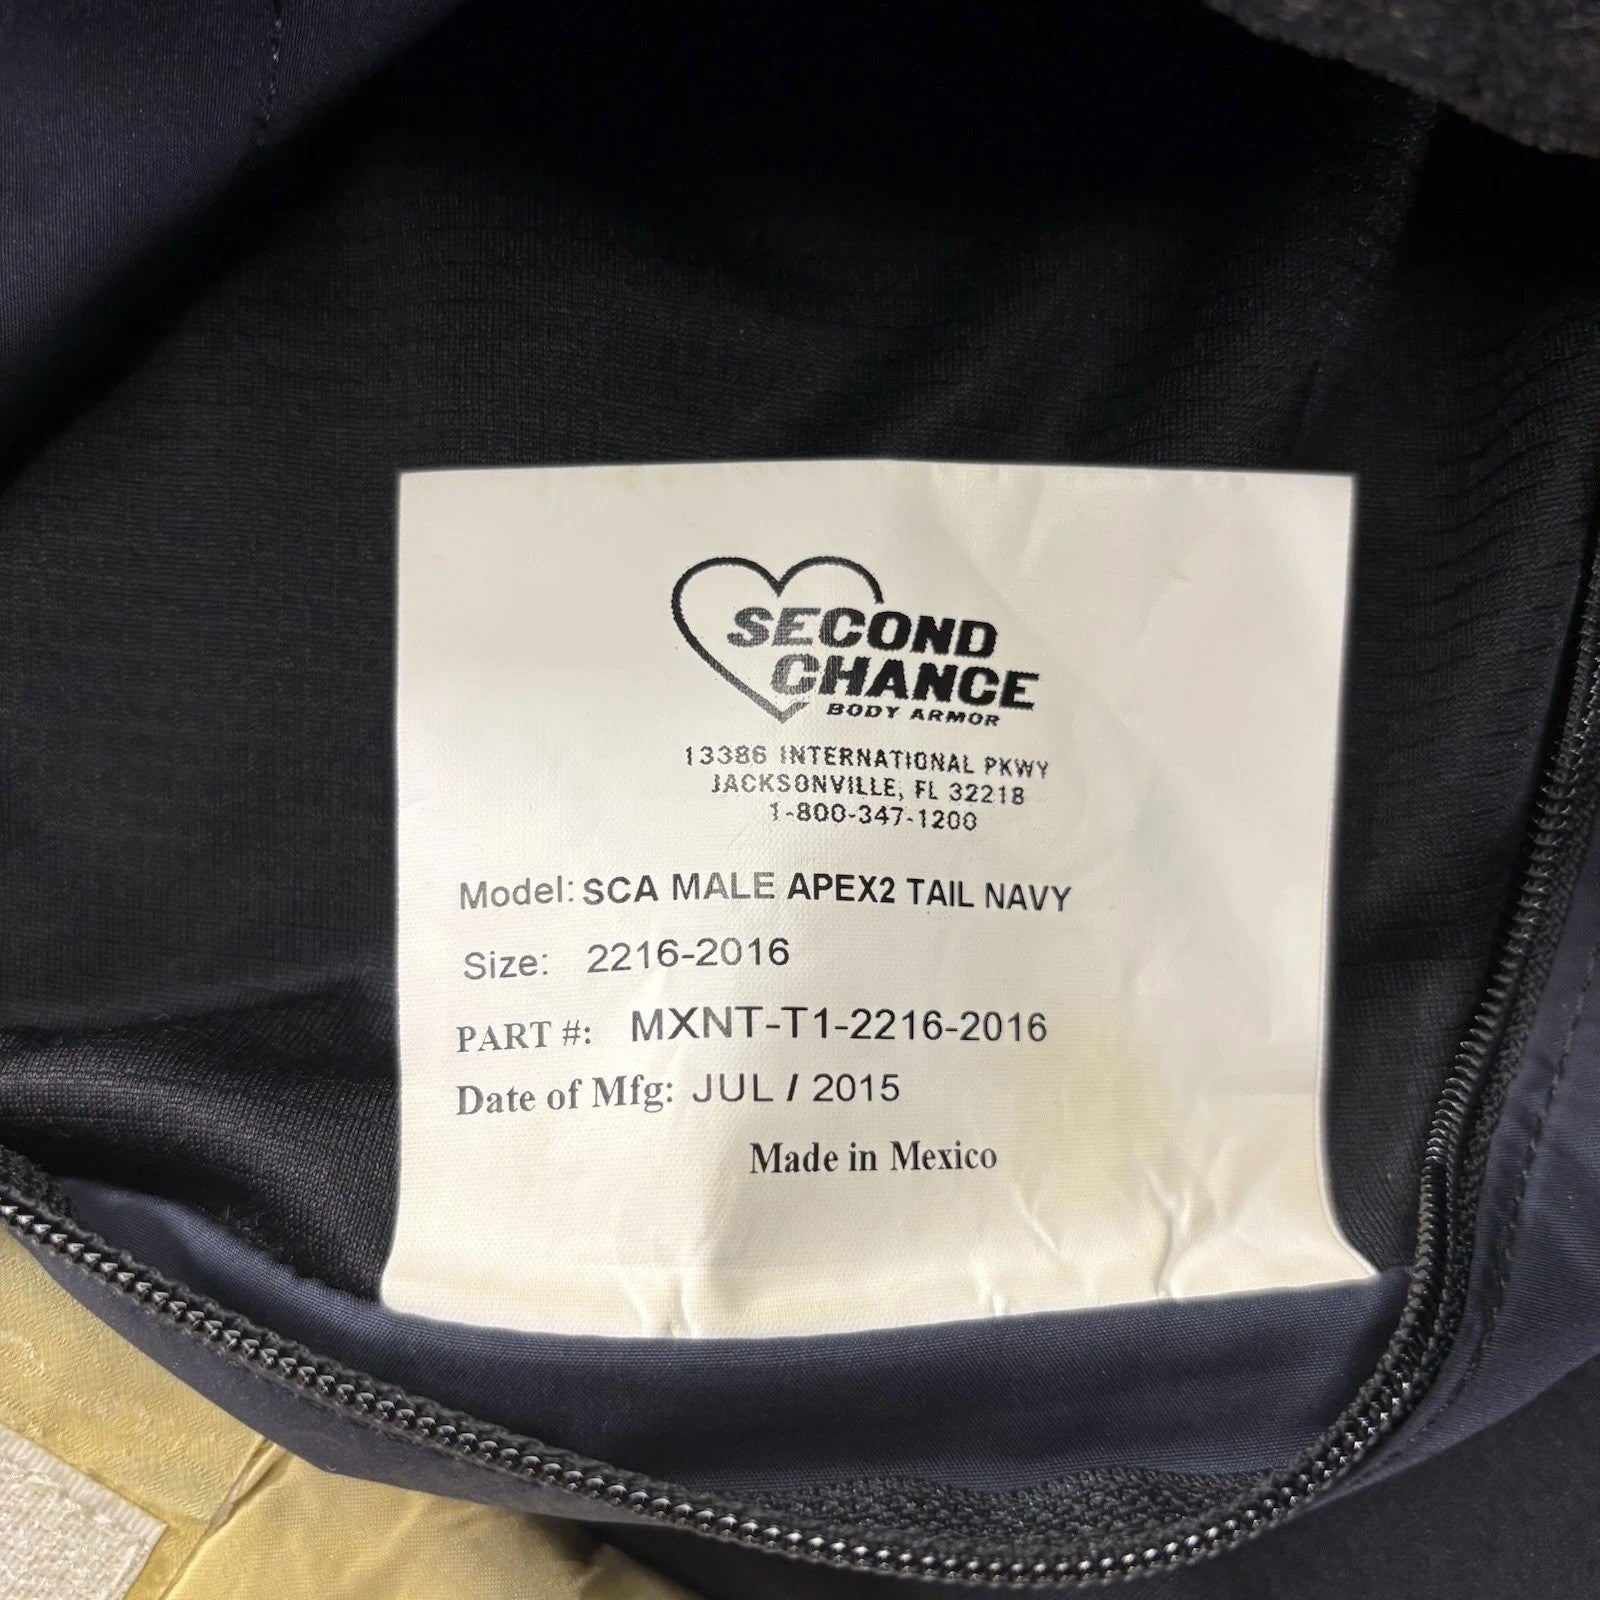 SECOND
CHANCE
BODY ARMOR
13386 INTERNATIONAL PKWY
JACKSONVILLE, FL 32218
1-800-347-1200
Model: SCA MALE APEX2 TAIL NAVY
Size: 2216-2016
PART #: MXNT-T1-2216-2016
Date of Mfg: JUL / 2015
Made in Mexico